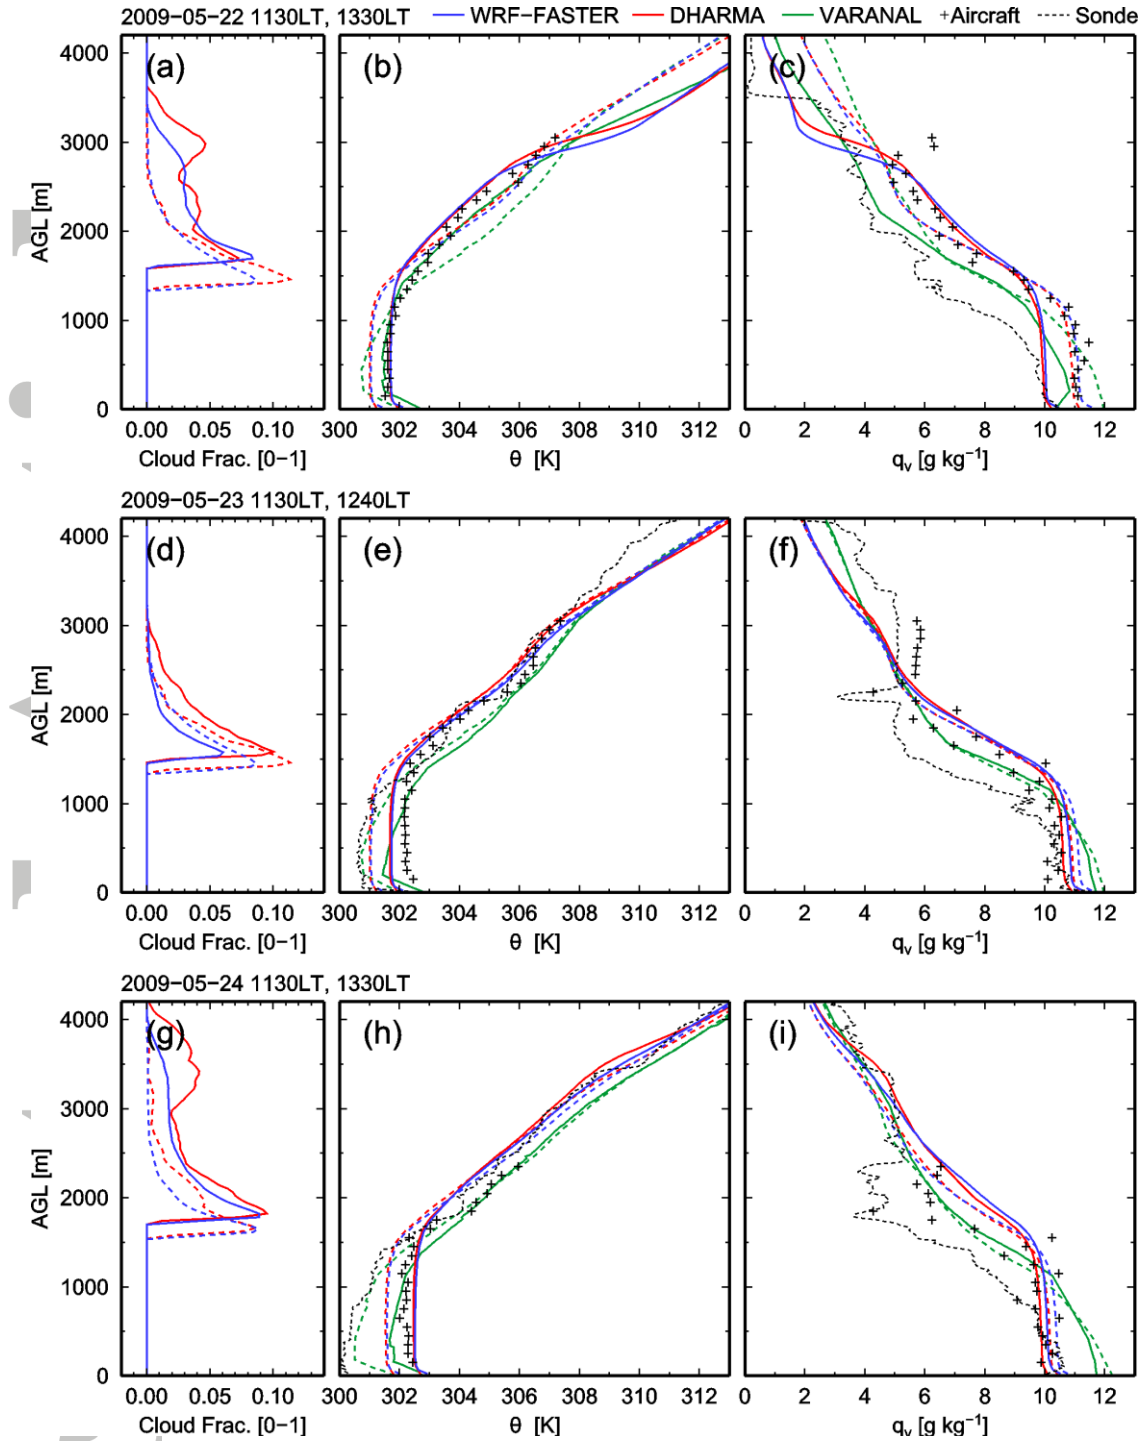 2009−05−22 1130LT, 1330LT
WRF−FASTER DHARMA VARANAL +Aircraft Sonde
(a) (b) (c)
AGL [m]
4000
3000
2000
1000
0
0.00 0.05 0.10
300 302 304 306 308 310 312
0 2 4 6 8 10 12
Cloud Frac. [0−1] θ [K] qv [g kg−1]
2009−05−23 1130LT, 1240LT
(d) (e) (f)
AGL [m]
4000
3000
2000
1000
0
0.00 0.05 0.10
300 302 304 306 308 310 312
0 2 4 6 8 10 12
Cloud Frac. [0−1] θ [K] qv [g kg−1]
2009−05−24 1130LT, 1330LT
(g) (h) (i)
AGL [m]
4000
3000
2000
1000
0
0.00 0.05 0.10
300 302 304 306 308 310 312
0 2 4 6 8 10 12
Cloud Frac. [0−1] θ [K] qv [g kg−1]